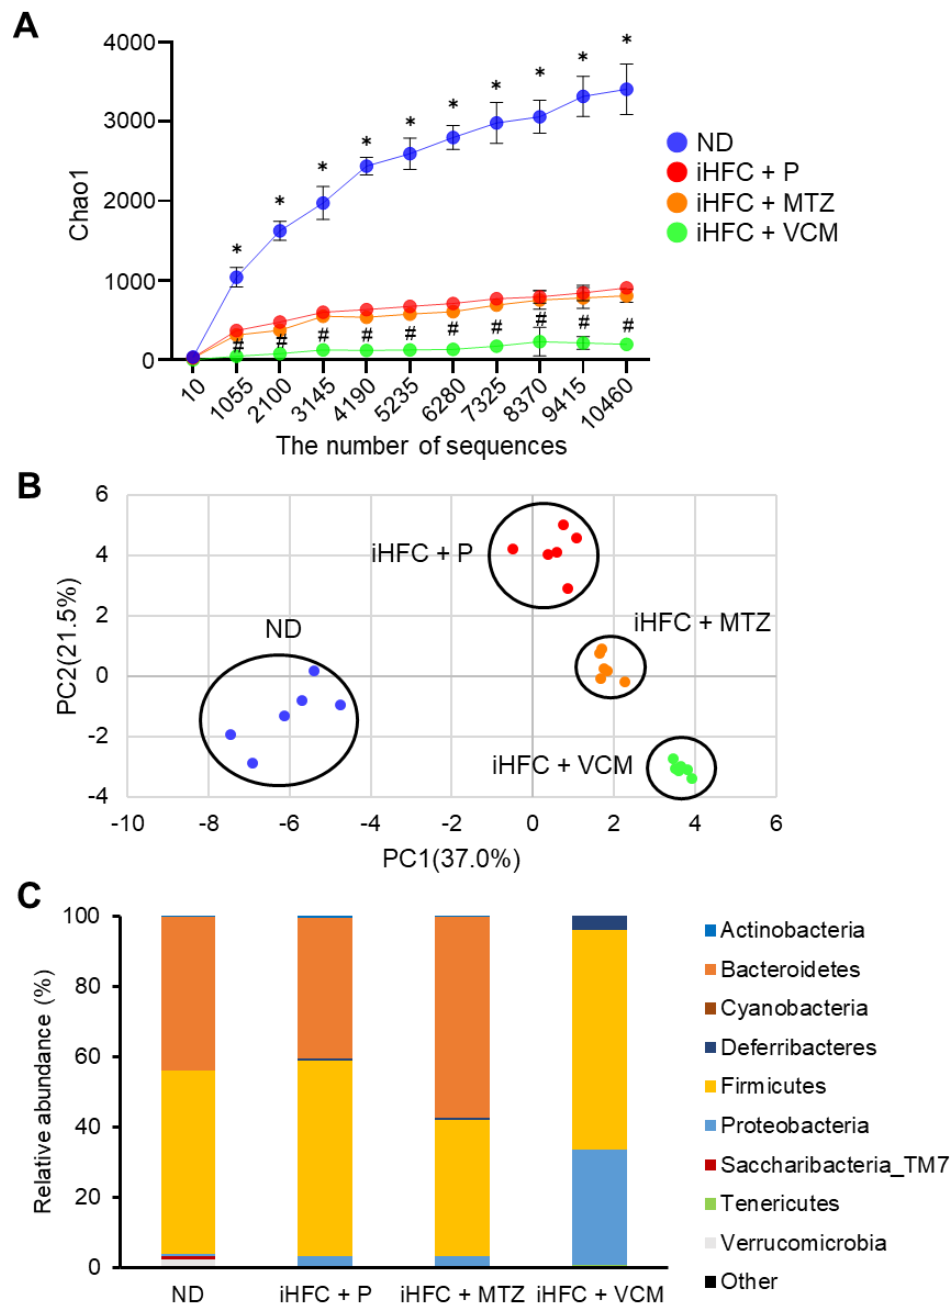 A
4000
3000
2000
1000
0
Chao1
* * * * * * * * * *
# # # # # # # # # #
10 1055 2100 3145 4190 5235 6280 7325 8370 9415 10460
The number of sequences
ND
iHFC + P
iHFC + MTZ
iHFC + VCM
B
6
4
2
0
-2
-4
PC2(21.5%)
iHFC + P
iHFC + MTZ
ND
iHFC + VCM
-10 -8 -6 -4 -2 0 2 4 6
PC1(37.0%)
C
100
80
60
40
20
0
Relative abundance (%)
ND iHFC + P iHFC + MTZ iHFC + VCM
Actinobacteria
Bacteroidetes
Cyanobacteria
Deferribacteres
Firmicutes
Proteobacteria
Saccharibacteria_TM7
Tenericutes
Verrucomicrobia
Other